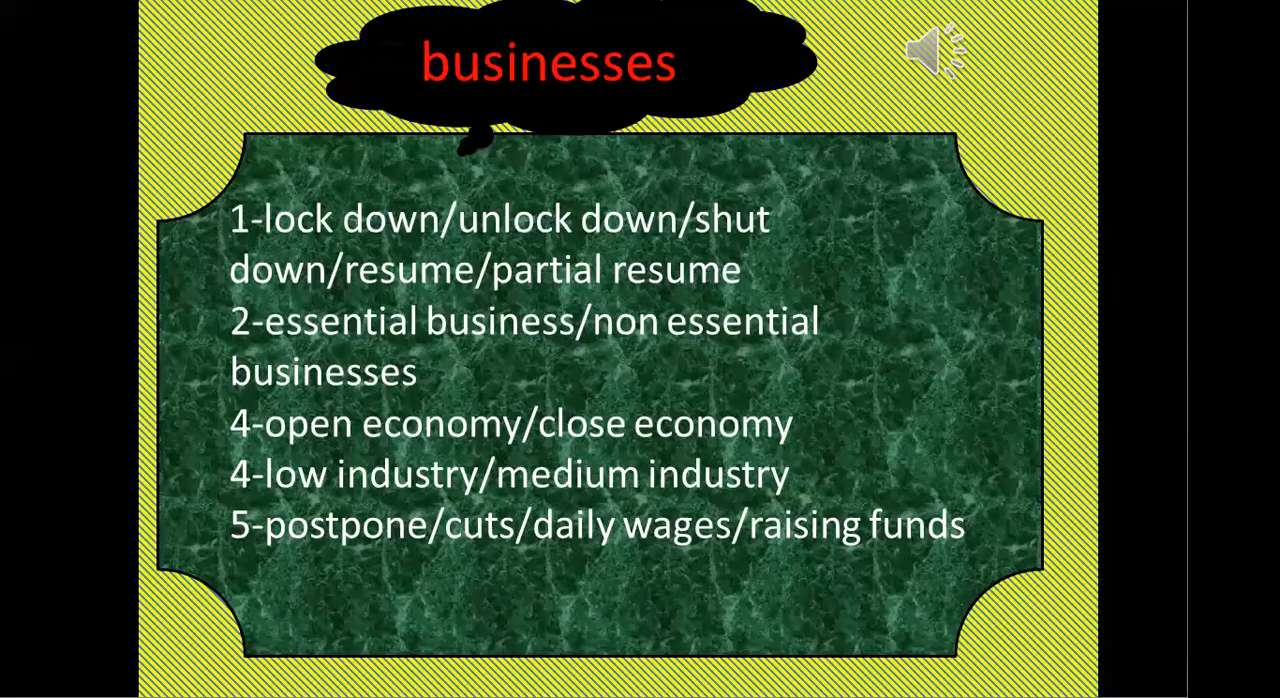 businesses
1-lock down/unlock down/shut
down/resume/partial resume
2-essential business/non essential
businesses
4-open economy/close economy
4-low industry/medium industry
5-postpone/cuts/daily wages/raising funds